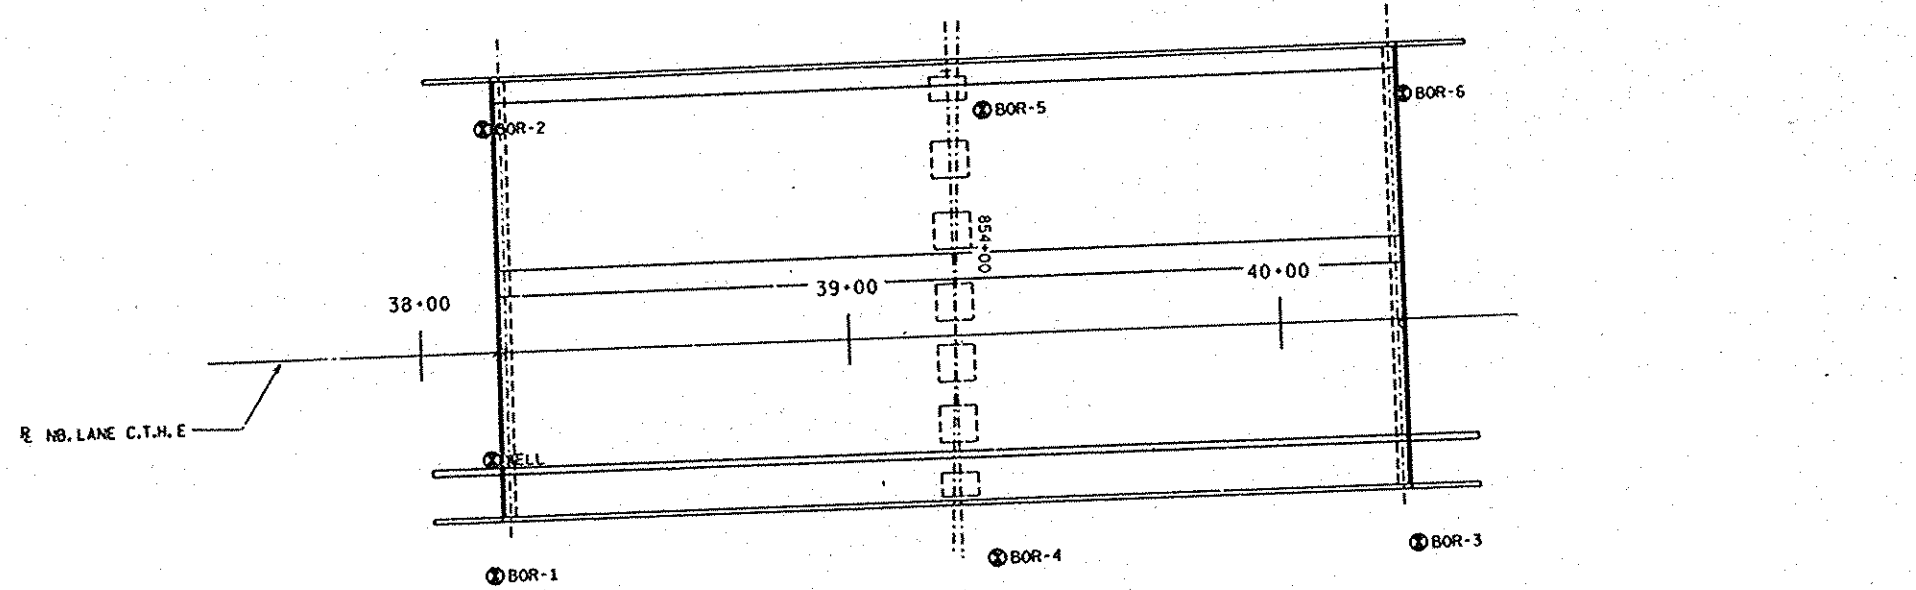 BOR-6
BOR-5
BOR-2
854+00
40+00
39+00
38+00
℞ NB. LANE C.T.H. E
WELL
BOR-3
BOR-4
BOR-1